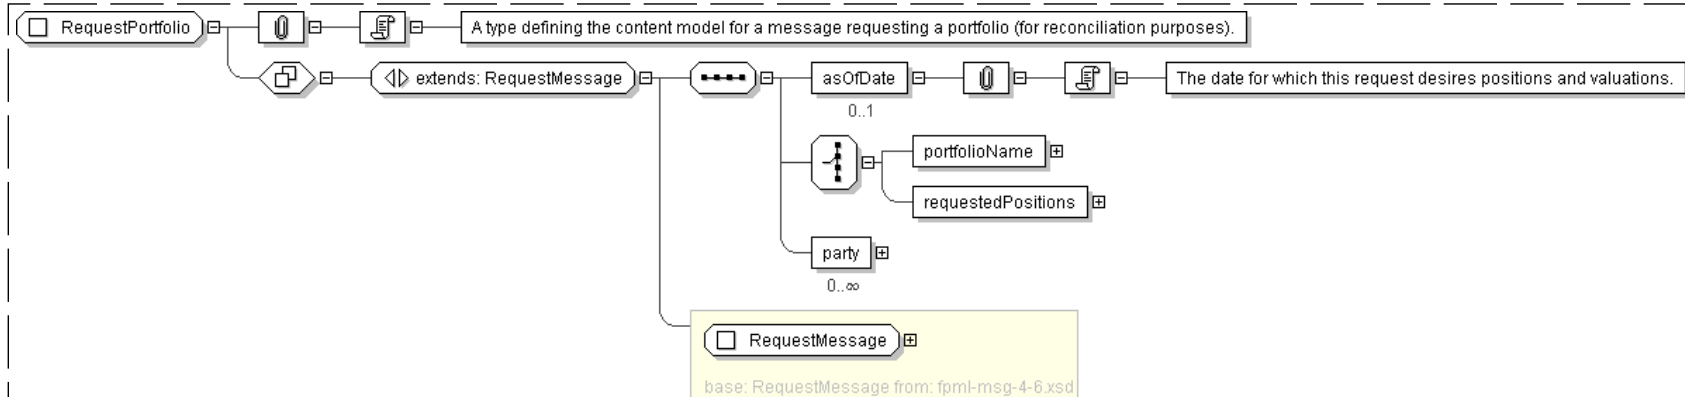 RequestPortfolio
A type defining the content model for a message requesting a portfolio (for reconciliation purposes).
extends: RequestMessage
asOfDate
The date for which this request desires positions and valuations.
0..1
portfolioName
requestedPositions
party
0..∞
RequestMessage
base: RequestMessage from: fpml-msg-4-6.xsd